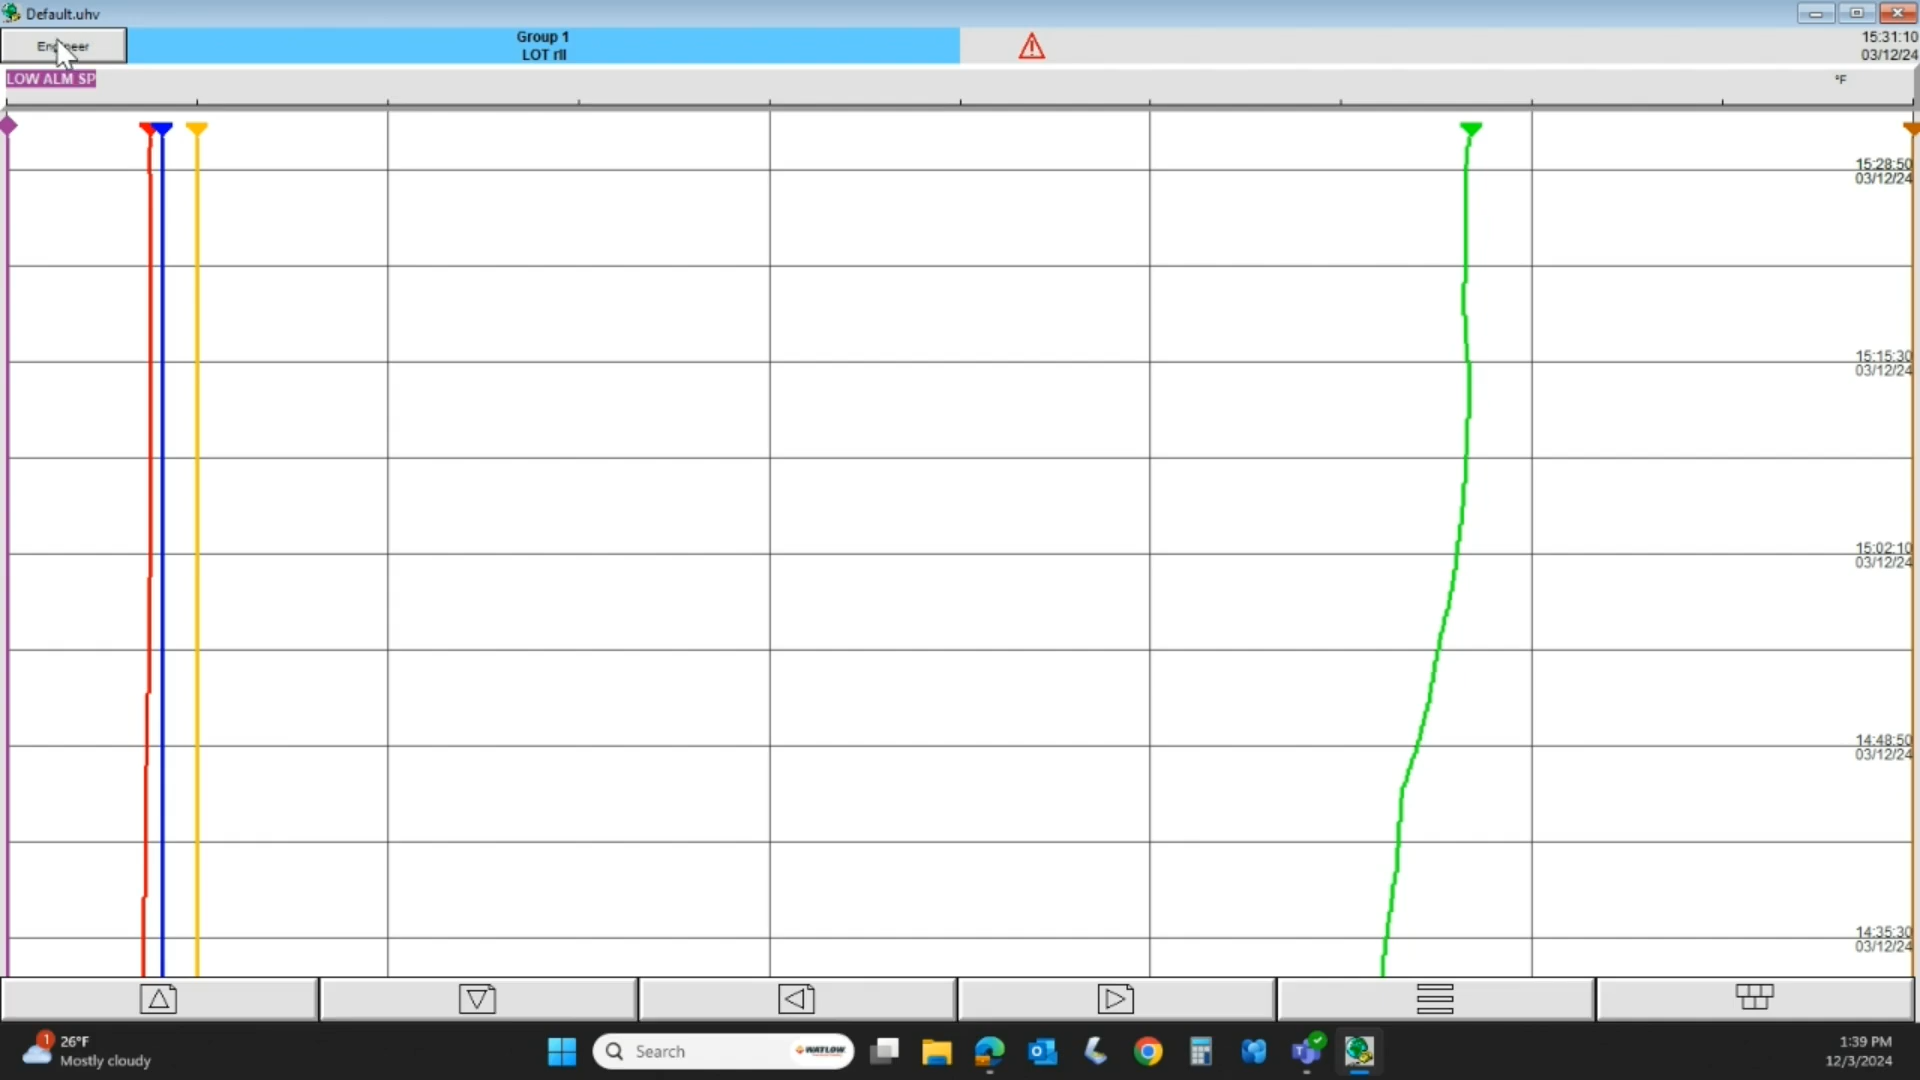 Default.uhv
Engineer
Group 1
LOT rll
15:31:10
03/12/24
LOW ALM SP
°F
15:28:50
03/12/24
15:15:30
03/12/24
15:02:10
03/12/24
14:48:50
03/12/24
14:35:30
03/12/24
1
26°F
Mostly cloudy
Search
WATLOW
1:39 PM
12/3/2024